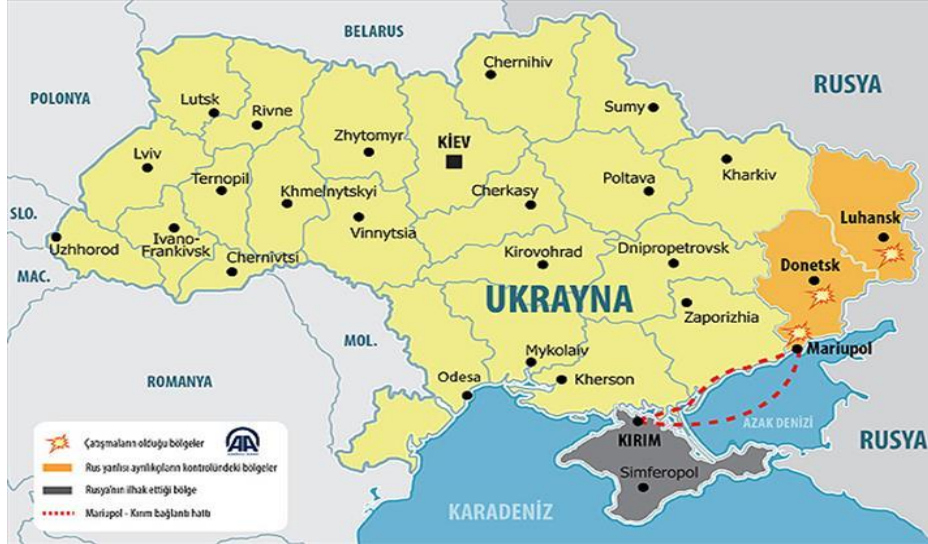 BELARUS
Chernihiv
RUSYA
POLONYA
Lutsk
Rivne
Sumy
Zhytomyr
KİEV
Lviv
Ternopil
Khmelnytskyi
Cherkasy
Poltava
Kharkiv
SLO.
Uzhhorod
Ivano-
Frankivsk
Vinnytsia
Chernivtsi
Kirovohrad
Dnipropetrovsk
Luhansk
Donetsk
MAC.
UKRAYNA
Zaporizhia
MOL.
Mykolaiv
Mariupol
ROMANYA
Odesa
Kherson
AZAK DENİZİ
RUSYA
KIRIM
Simferopol
KARADENİZ
Çatışmaların olduğu bölgeler
AA
Rus yanlısı ayrılıkçıların kontrolündeki bölgeler
Rusya'nın ilhak ettiği bölge
Mariupol - Kırım bağlantı hattı